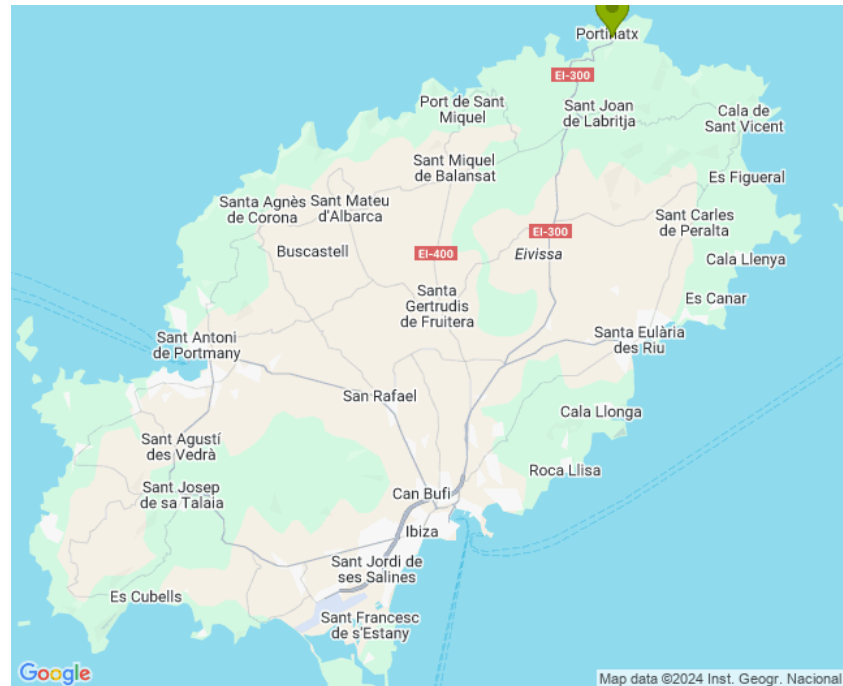 Portinatx
EI-300
Port de Sant
Miquel
Sant Joan
de Labritja
Cala de
Sant Vicent
Sant Miquel
de Balansat
Es Figueral
Santa Agnès
de Corona
Sant Mateu
d'Albarca
Sant Carles
de Peralta
EI-300
Buscastell
EI-400
Eivissa
Cala Llenya
Santa
Gertrudis
de Fruitera
Es Canar
Sant Antoni
de Portmany
Santa Eulària
des Riu
San Rafael
Cala Llonga
Sant Agustí
des Vedrà
Roca Llisa
Sant Josep
de sa Talaia
Can Bufi
Ibiza
Sant Jordi de
ses Salines
Es Cubells
Sant Francesc
de s'Estany
Google
Map data ©2024 Inst. Geogr. Nacional